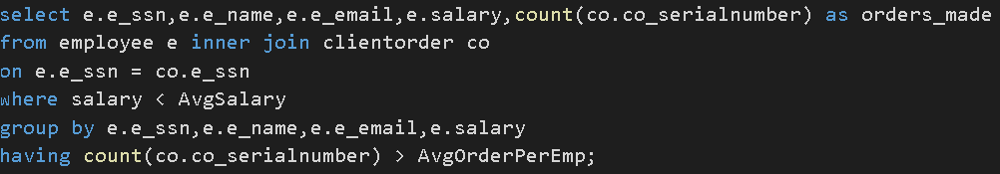 select e.e_ssn,e.e_name,e.e_email,e.salary,count(co.co_serialnumber) as orders_made
from employee e inner join clientorder co
on e.e_ssn = co.e_ssn
where salary < AvgSalary
group by e.e_ssn,e.e_name,e.e_email,e.salary
having count(co.co_serialnumber) > AvgOrderPerEmp;